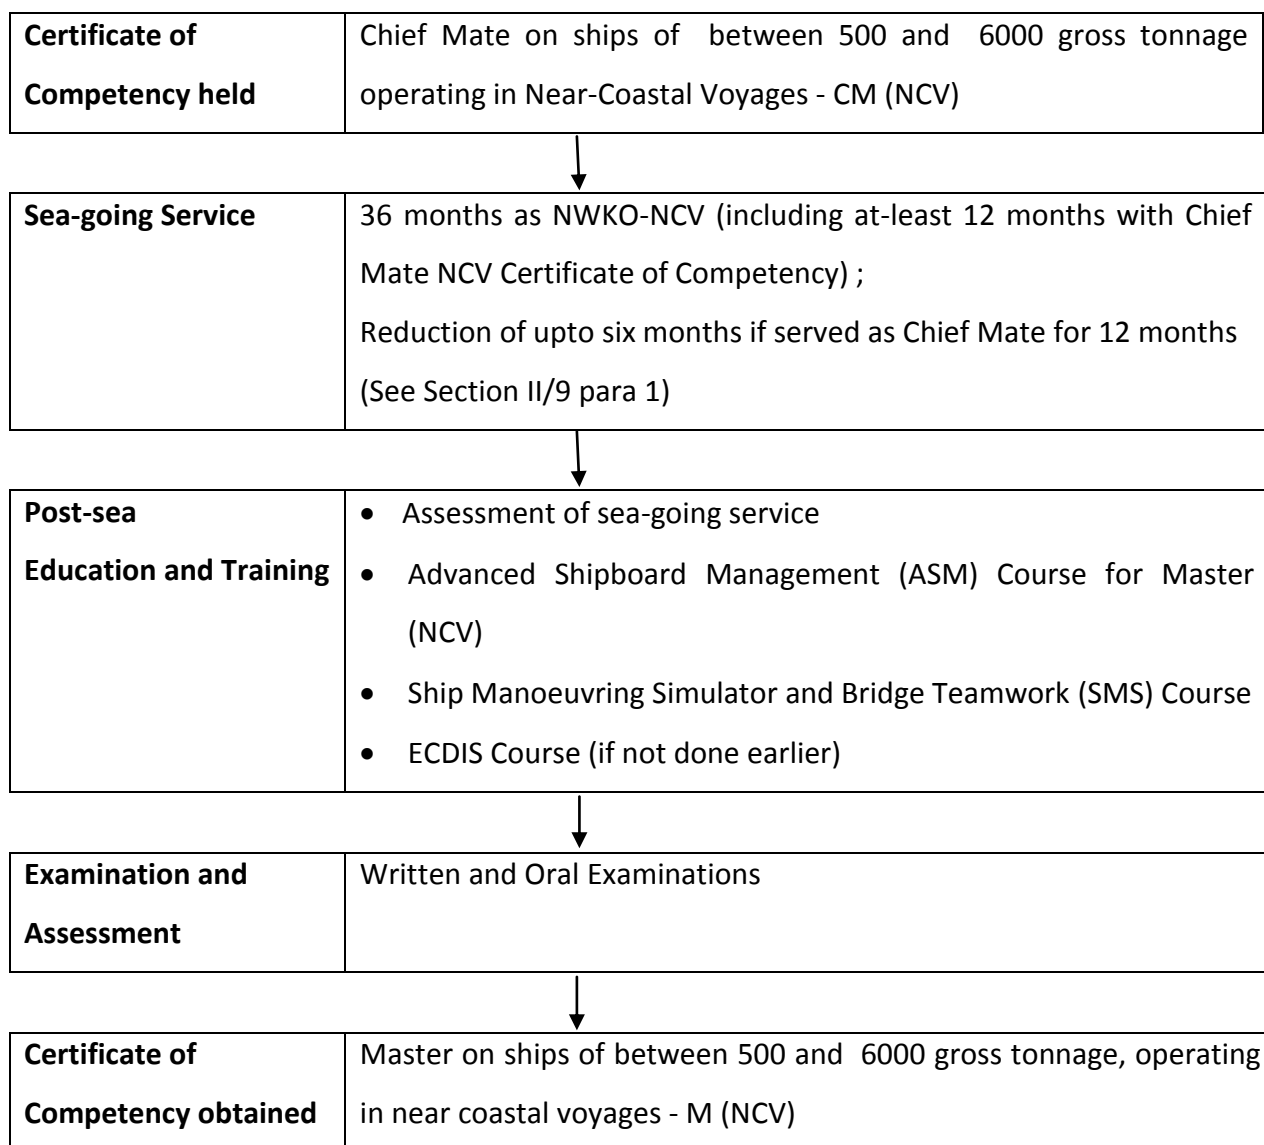 Certificate of
Competency held
Chief Mate on ships of between 500 and 6000 gross tonnage
operating in Near-Coastal Voyages - CM (NCV)
Sea-going Service
36 months as NWKO-NCV (including at-least 12 months with Chief
Mate NCV Certificate of Competency) ;
Reduction of upto six months if served as Chief Mate for 12 months
(See Section II/9 para 1)
Post-sea
Education and Training
• Assessment of sea-going service
• Advanced Shipboard Management (ASM) Course for Master
(NCV)
• Ship Manoeuvring Simulator and Bridge Teamwork (SMS) Course
• ECDIS Course (if not done earlier)
Examination and
Assessment
Written and Oral Examinations
Certificate of
Competency obtained
Master on ships of between 500 and 6000 gross tonnage, operating
in near coastal voyages - M (NCV)